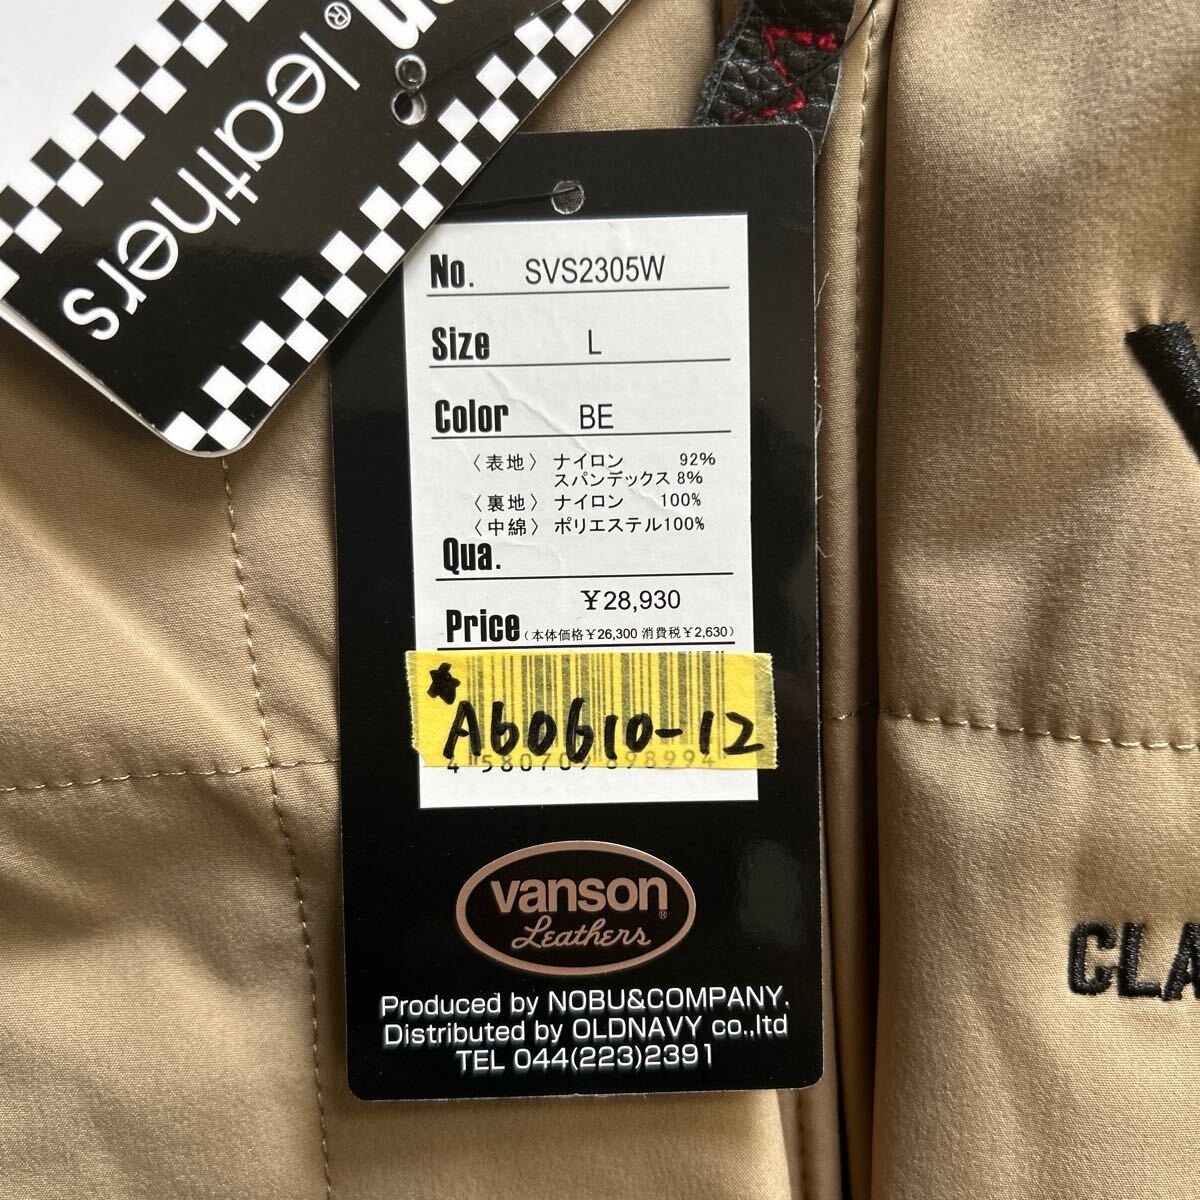 n®
leathers
No. SVS2305W
Size L
Color BE
〈表地〉 ナイロン 92%
スパンデックス 8%
〈裏地〉 ナイロン 100%
〈中綿〉 ポリエステル100%
Qua.
¥28,930
Price (本体価格¥26,300 消費税¥2,630)
★A60610-12
4 580709 898994
vanson®
Leathers
Produced by NOBU&COMPANY.
Distributed by OLDNAVY co.,ltd
TEL 044(223)2391
CLA